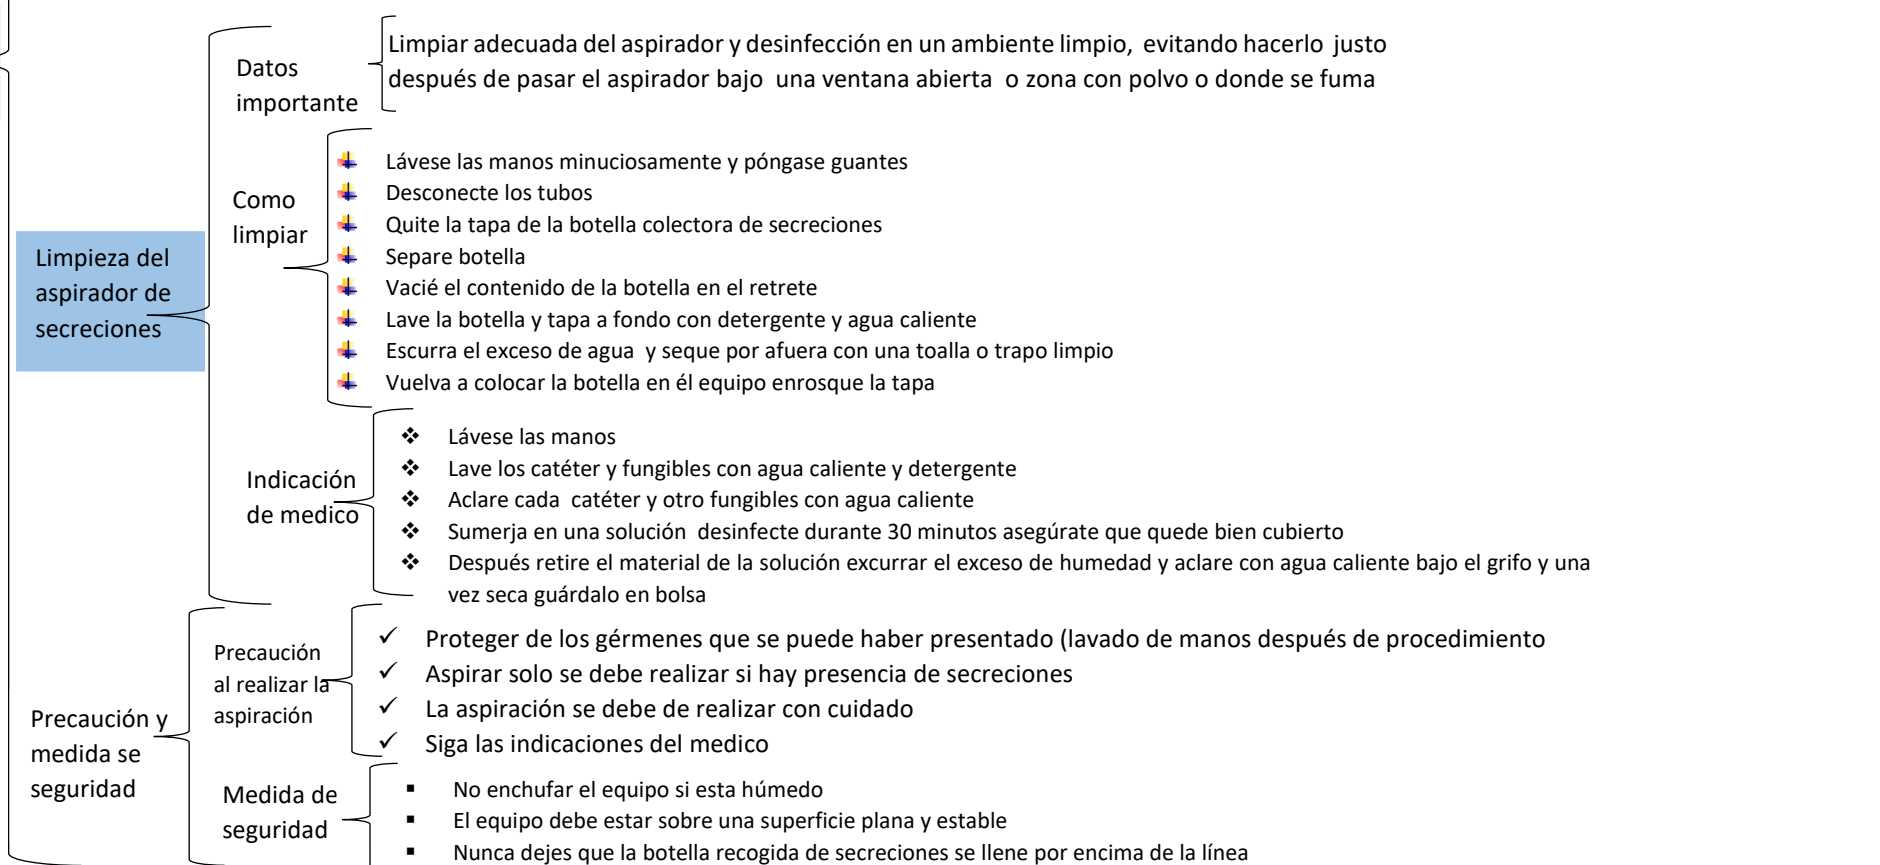 Limpieza del
aspirador de
secreciones
Datos
importante
Limpiar adecuada del aspirador y desinfección en un ambiente limpio, evitando hacerlo justo
después de pasar el aspirador bajo una ventana abierta o zona con polvo o donde se fuma
Como
limpiar
Lávese las manos minuciosamente y póngase guantes
Desconecte los tubos
Quite la tapa de la botella colectora de secreciones
Separe botella
Vacié el contenido de la botella en el retrete
Lave la botella y tapa a fondo con detergente y agua caliente
Escurra el exceso de agua y seque por afuera con una toalla o trapo limpio
Vuelva a colocar la botella en él equipo enrosque la tapa
Indicación
de medico
Lávese las manos
Lave los catéter y fungibles con agua caliente y detergente
Aclare cada catéter y otro fungibles con agua caliente
Sumerja en una solución desinfecte durante 30 minutos asegúrate que quede bien cubierto
Después retire el material de la solución excurrar el exceso de humedad y aclare con agua caliente bajo el grifo y una
vez seca guárdalo en bolsa
Precaución y
medida se
seguridad
Precaución
al realizar la
aspiración
Proteger de los gérmenes que se puede haber presentado (lavado de manos después de procedimiento
Aspirar solo se debe realizar si hay presencia de secreciones
La aspiración se debe de realizar con cuidado
Siga las indicaciones del medico
Medida de
seguridad
No enchufar el equipo si esta húmedo
El equipo debe estar sobre una superficie plana y estable
Nunca dejes que la botella recogida de secreciones se llene por encima de la línea